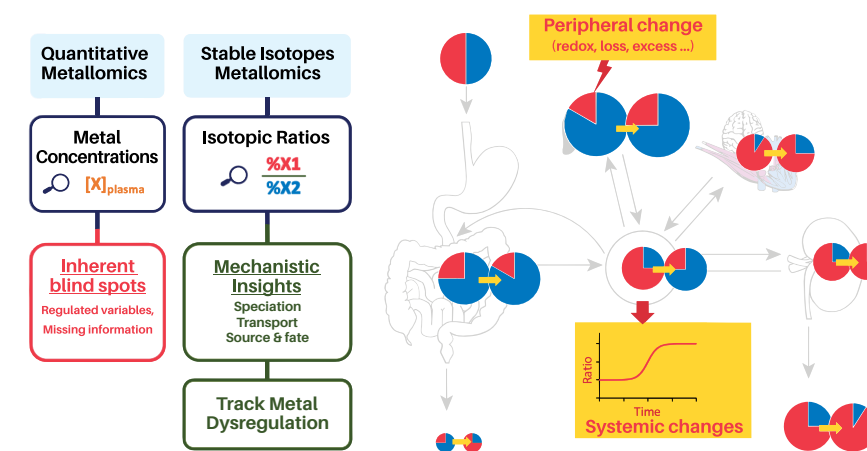 Quantitative
Metallomics
Metal
Concentrations
[X]plasma
Inherent
blind spots
Regulated variables,
Missing information
Stable Isotopes
Metallomics
Isotopic Ratios
%X1
%X2
Mechanistic
Insights
Speciation
Transport
Source & fate
Track Metal
Dysregulation
Peripheral change
(redox, loss, excess ...)
Ratio
Time
Systemic changes